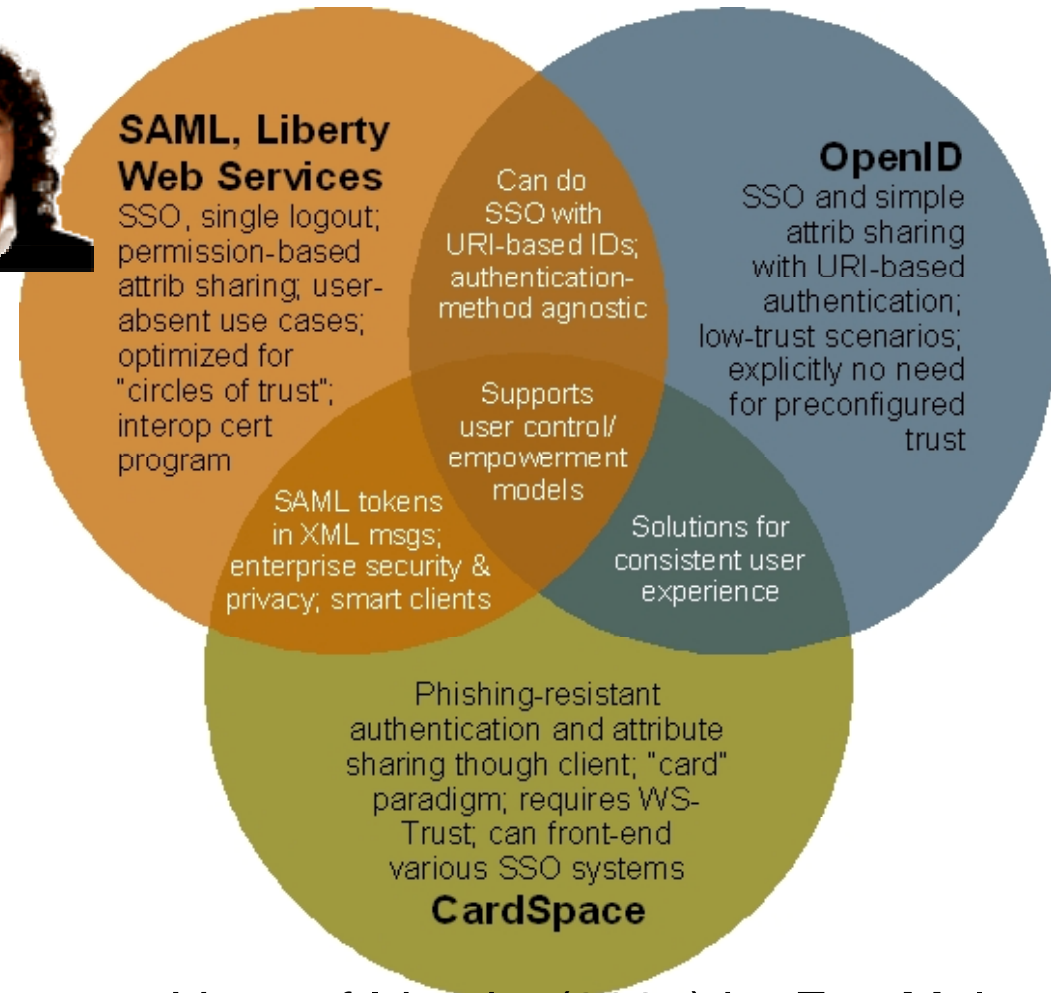 SAML, Liberty
Web Services
SSO, single logout;
permission-based
attrib sharing; user-
absent use cases;
optimized for
"circles of trust";
interop cert
program
Can do
SSO with
URI-based IDs;
authentication-
method agnostic
OpenID
SSO and simple
attrib sharing
with URI-based
authentication;
low-trust scenarios;
explicitly no need
for preconfigured
trust
Supports
user control/
empowerment
models
SAML tokens
in XML msgs;
enterprise security &
privacy; smart clients
Solutions for
consistent user
experience
Phishing-resistant
authentication and attribute
sharing though client; "card"
paradigm; requires WS-
Trust; can front-end
various SSO systems
CardSpace